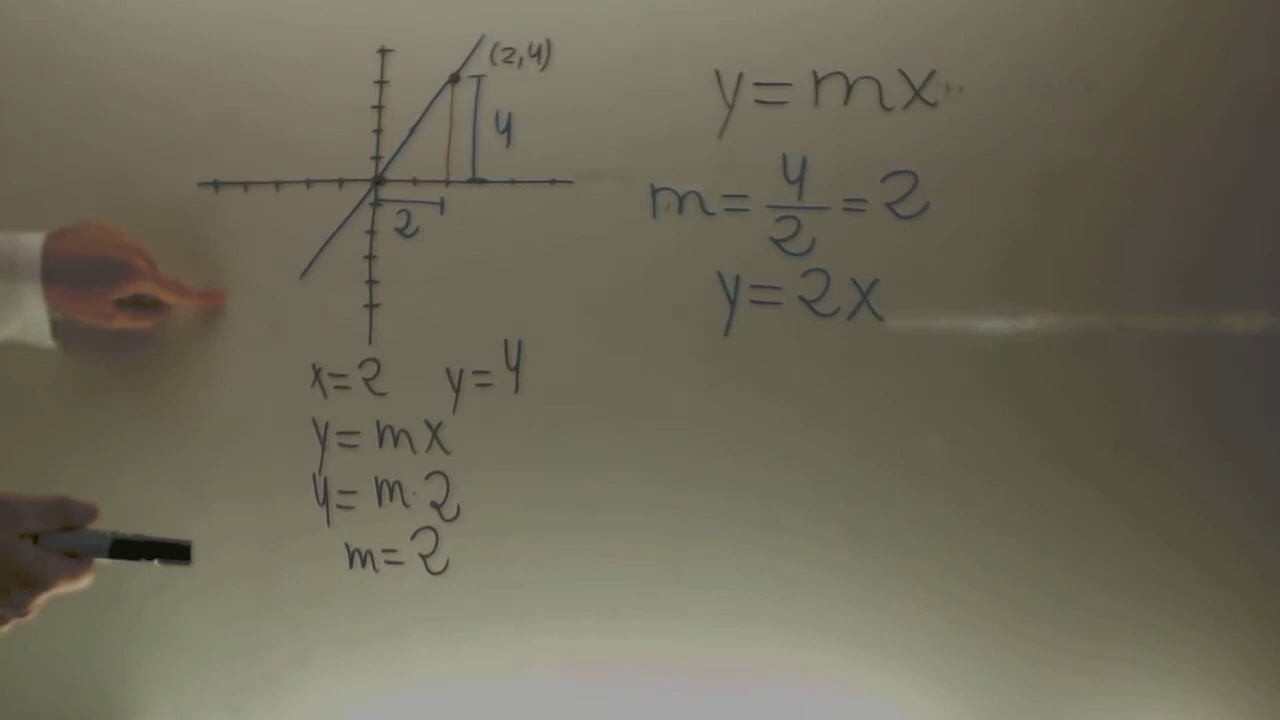 (2,4)
4
2
y = mx
m = 4/2 = 2
y = 2x
x = 2 y = 4
y = mx
4 = m · 2
m = 2